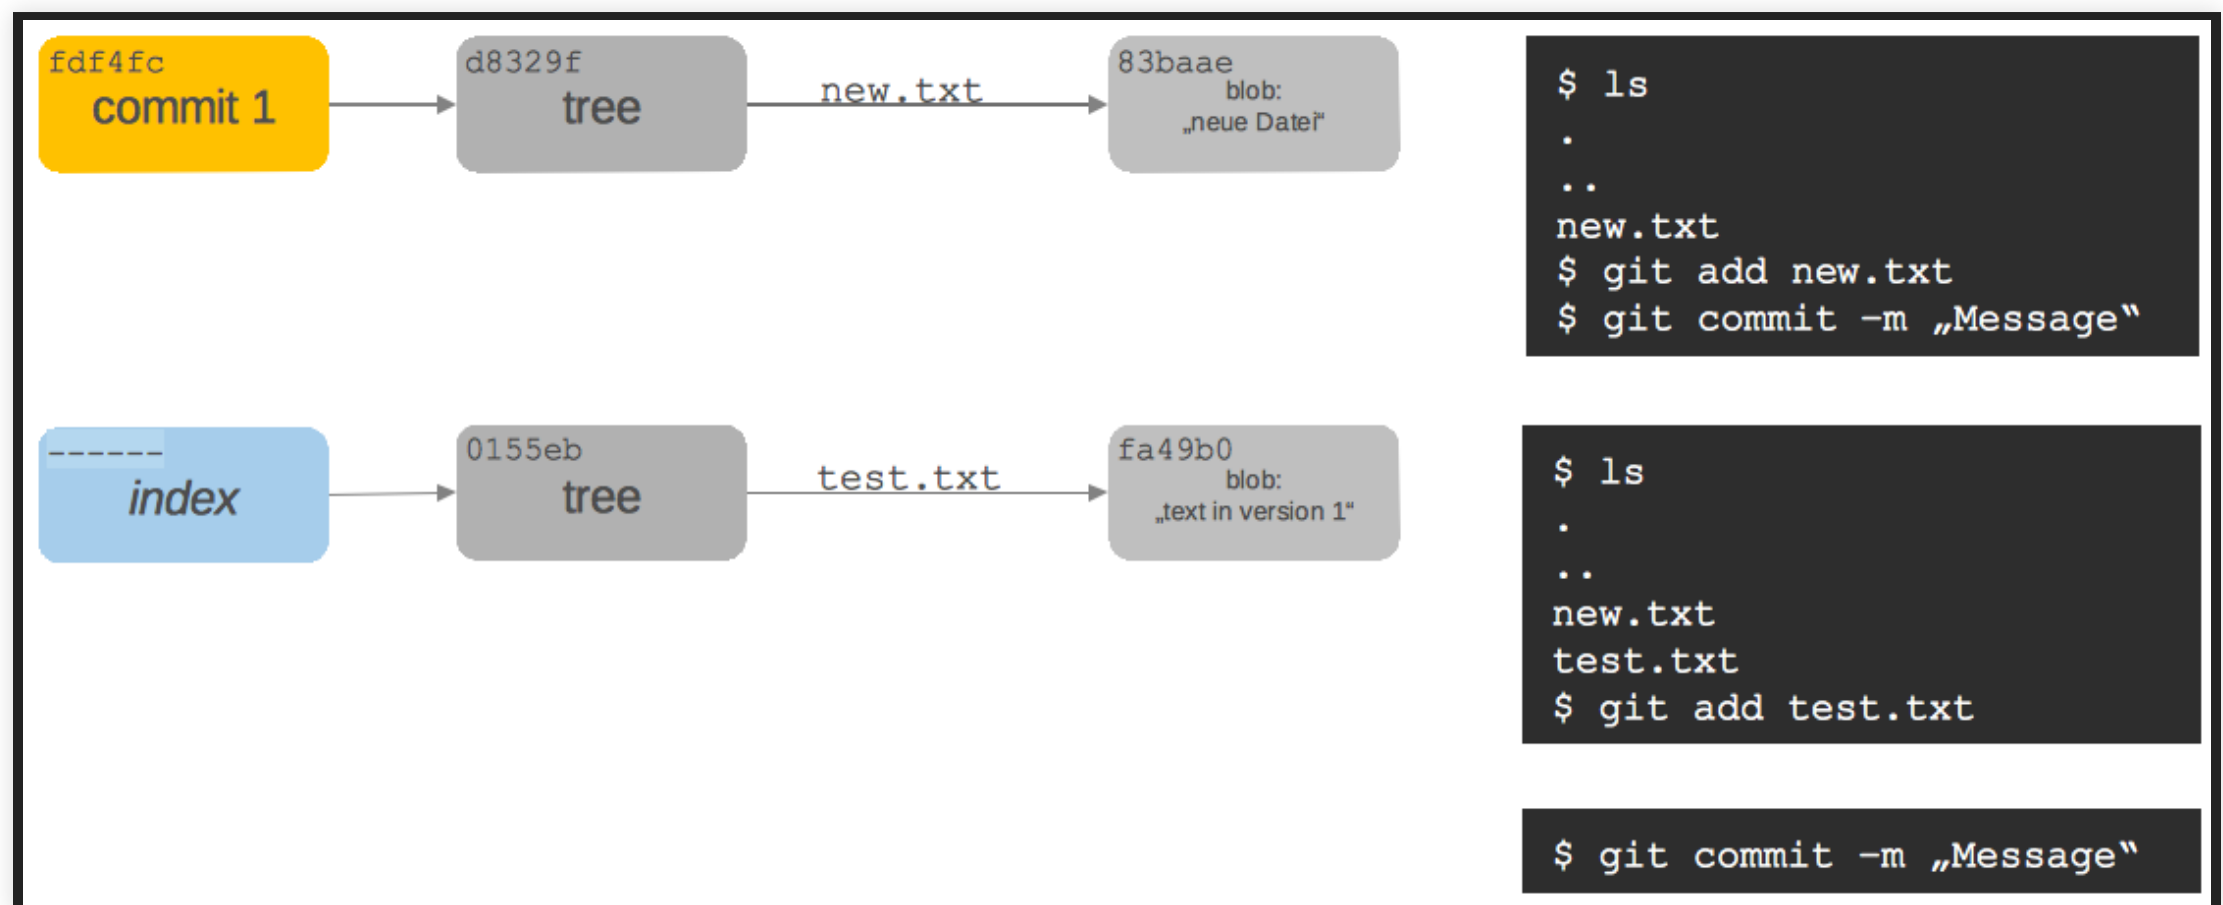 fdf4fc
commit 1
d8329f
tree
new.txt
83baae
blob:
„neue Datei“
$ ls
.
..
new.txt
$ git add new.txt
$ git commit -m „Message“
------
index
0155eb
tree
test.txt
fa49b0
blob:
„text in version 1“
$ ls
.
..
new.txt
test.txt
$ git add test.txt
$ git commit -m „Message“